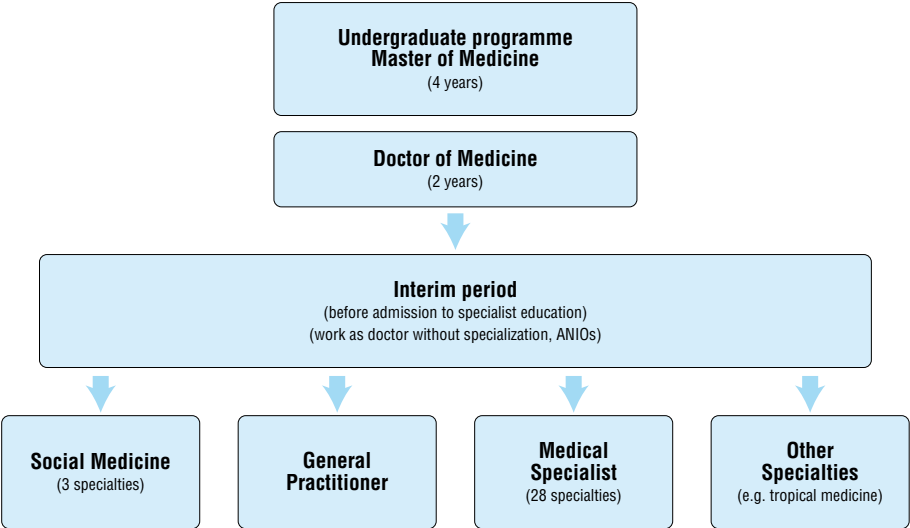 Undergraduate programme
Master of Medicine
(4 years)
Doctor of Medicine
(2 years)
Interim period
(before admission to specialist education)
(work as doctor without specialization, ANIOs)
Social Medicine
(3 specialties)
General
Practitioner
Medical
Specialist
(28 specialties)
Other
Specialties
(e.g. tropical medicine)